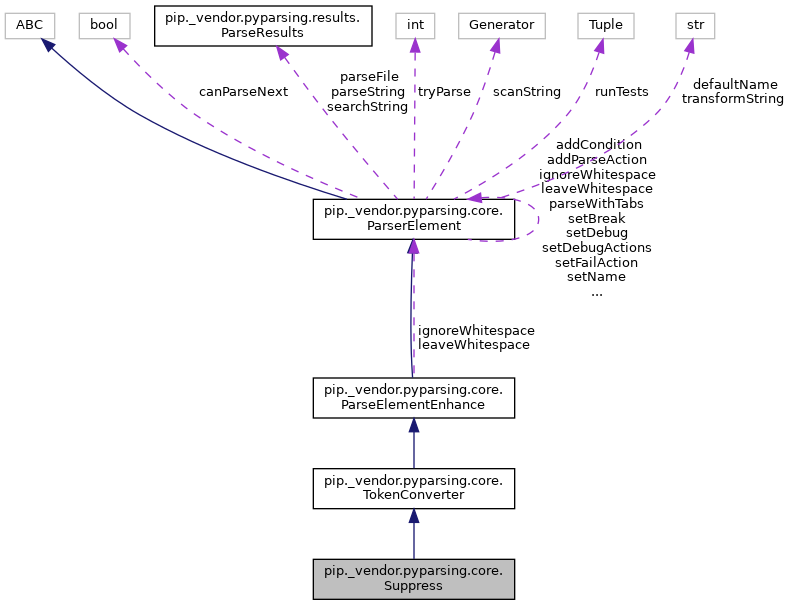 ABC
bool
pip._vendor.pyparsing.results.
ParseResults
int
Generator
Tuple
str
canParseNext
parseFile
parseString
searchString
tryParse
scanString
runTests
defaultName
transformString
addCondition
addParseAction
ignoreWhitespace
leaveWhitespace
parseWithTabs
setBreak
setDebug
setDebugActions
setFailAction
setName
...
pip._vendor.pyparsing.core.
ParserElement
ignoreWhitespace
leaveWhitespace
pip._vendor.pyparsing.core.
ParseElementEnhance
pip._vendor.pyparsing.core.
TokenConverter
pip._vendor.pyparsing.core.
Suppress